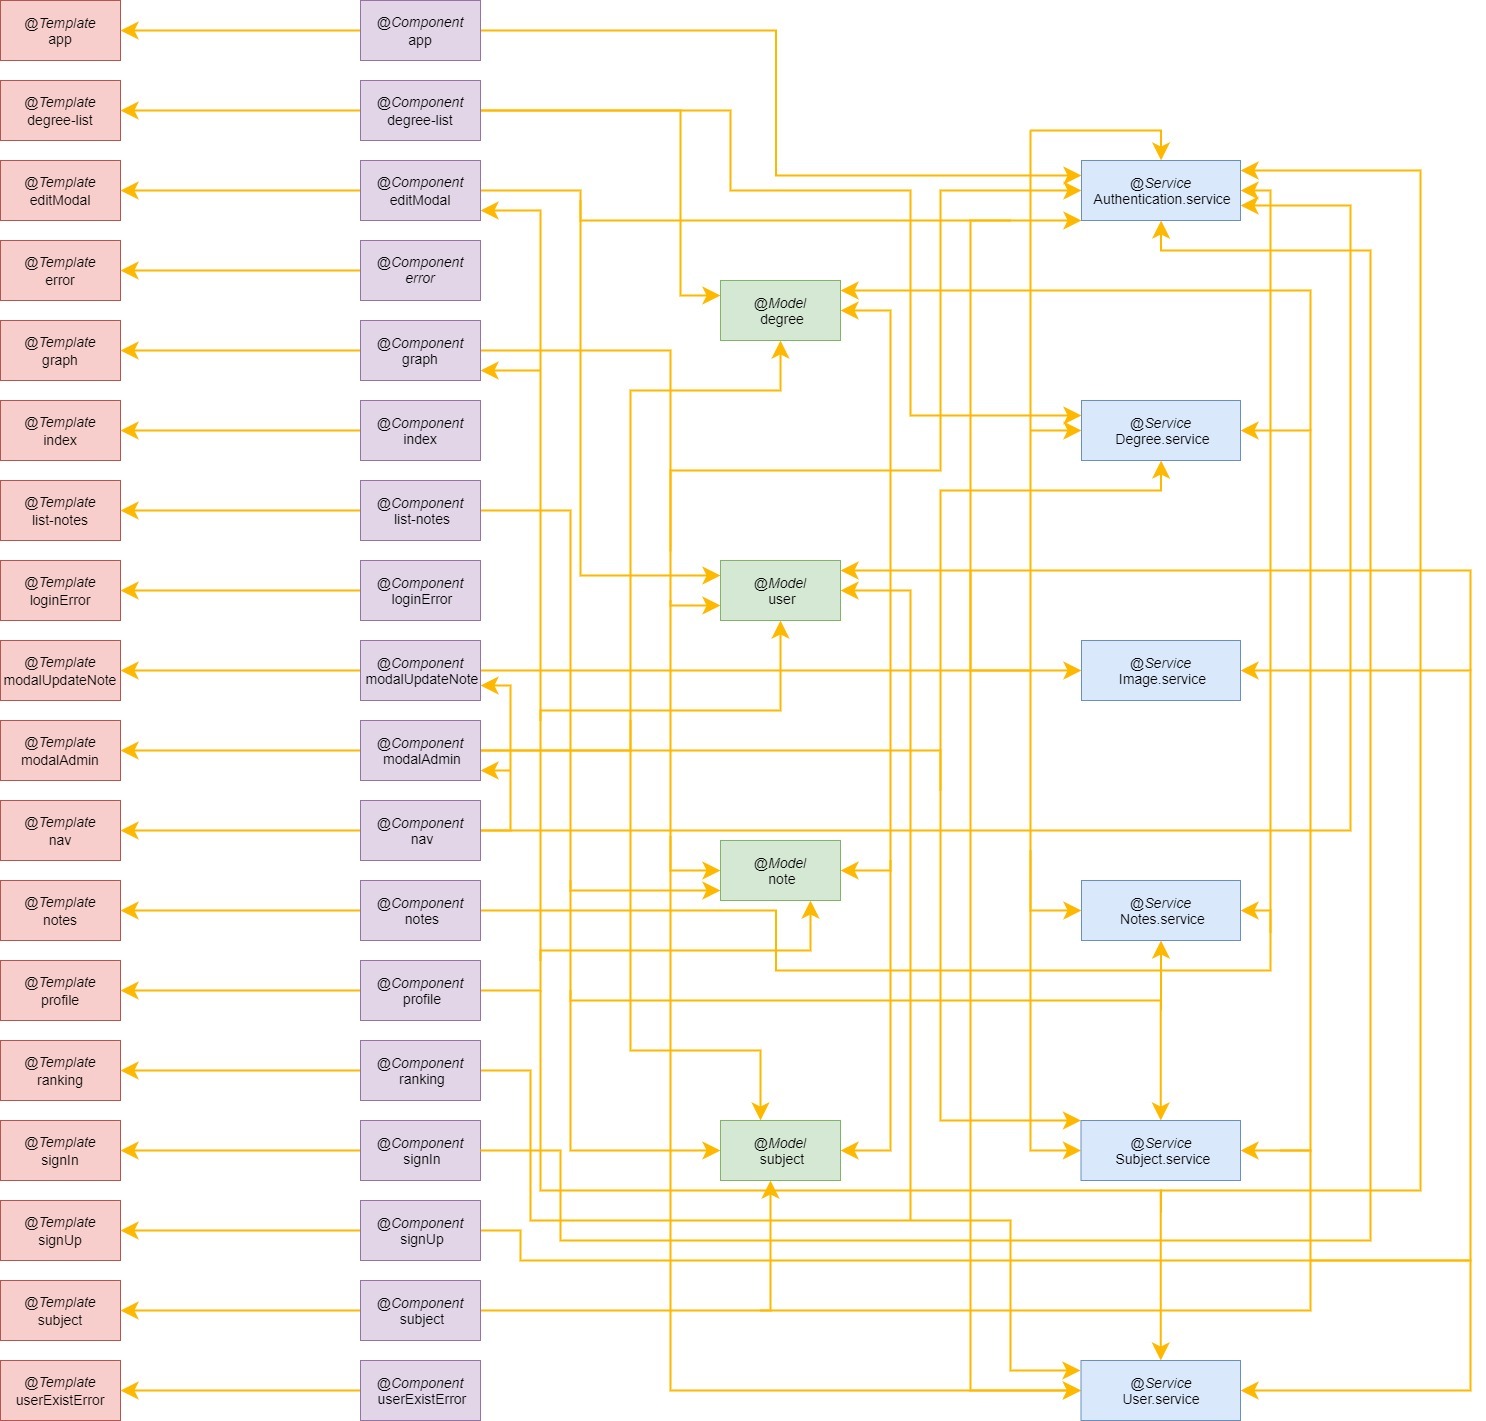 @Template
app
@Component
app
@Template
degree-list
@Component
degree-list
@Template
editModal
@Component
editModal
@Service
Authentication.service
@Template
error
@Component
error
@Model
degree
@Template
graph
@Component
graph
@Template
index
@Component
index
@Service
Degree.service
@Template
list-notes
@Component
list-notes
@Template
loginError
@Component
loginError
@Model
user
@Template
modalUpdateNote
@Component
modalUpdateNote
@Service
Image.service
@Template
modalAdmin
@Component
modalAdmin
@Template
nav
@Component
nav
@Model
note
@Template
notes
@Component
notes
@Service
Notes.service
@Template
profile
@Component
profile
@Template
ranking
@Component
ranking
@Template
signIn
@Component
signIn
@Model
subject
@Service
Subject.service
@Template
signUp
@Component
signUp
@Template
subject
@Component
subject
@Template
userExistError
@Component
userExistError
@Service
User.service